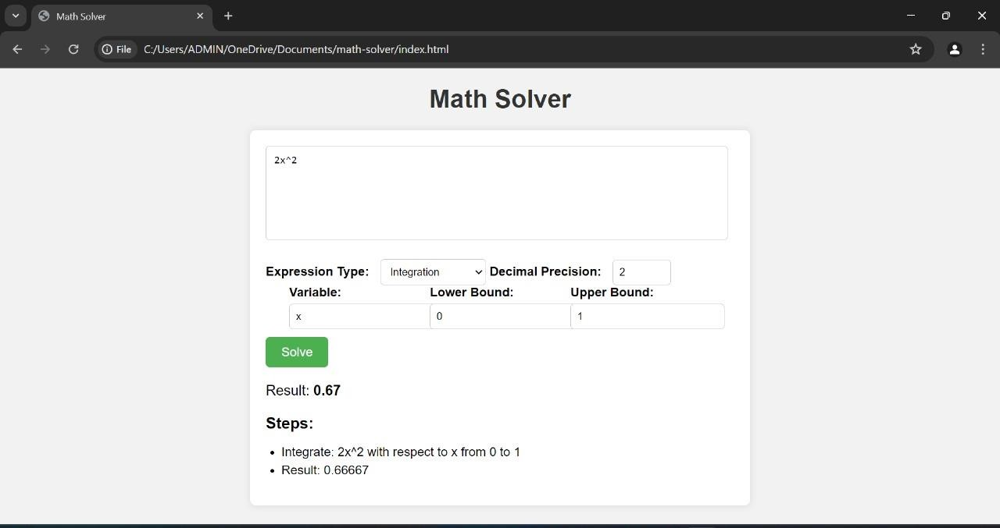 Math Solver
File C:/Users/ADMIN/OneDrive/Documents/math-solver/index.html
Math Solver
2x^2
Expression Type: Integration Decimal Precision: 2
Variable: Lower Bound: Upper Bound:
x 0 1
Solve
Result: 0.67
Steps:
• Integrate: 2x^2 with respect to x from 0 to 1
• Result: 0.66667